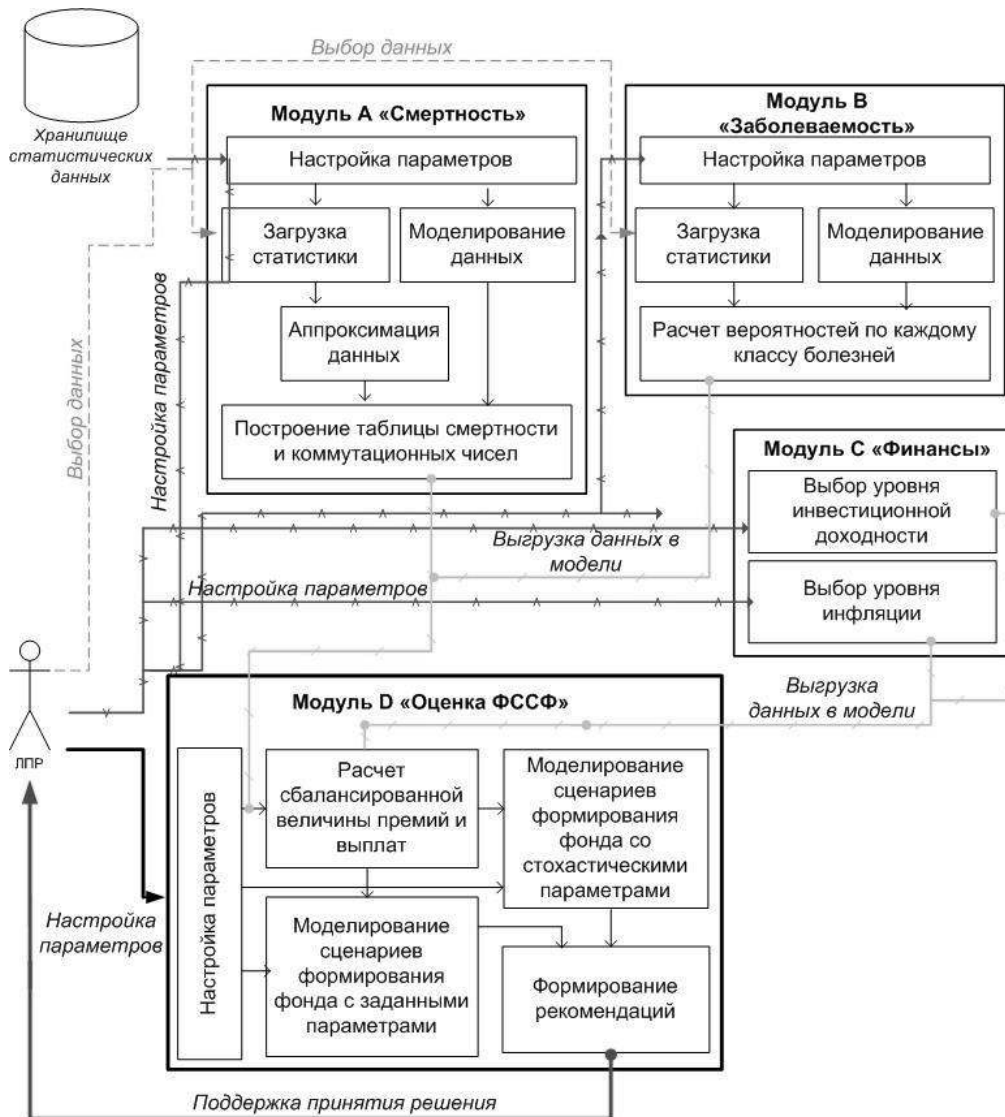 Выбор данных
Хранилище
статистических
данных
Модуль А «Смертность»
Настройка параметров
Загрузка
статистики
Моделирование
данных
Аппроксимация
данных
Построение таблицы смертности
и коммутационных чисел
Модуль В
«Заболеваемость»
Настройка параметров
Загрузка
статистики
Моделирование
данных
Расчет вероятностей по каждому
классу болезней
Выбор данных
Настройка параметров
Модуль С «Финансы»
Выбор уровня
инвестиционной
доходности
Выбор уровня
инфляции
Выгрузка данных в
модели
Настройка параметров
ЛПР
Выгрузка
данных в модели
Модуль D «Оценка ФССФ»
Настройка параметров
Расчет
сбалансированной
величины премий и
выплат
Моделирование
сценариев
формирования
фонда со
стохастическими
параметрами
Моделирование
сценариев
формирования
фонда с заданными
параметрами
Формирование
рекомендаций
Настройка
параметров
Поддержка принятия решения